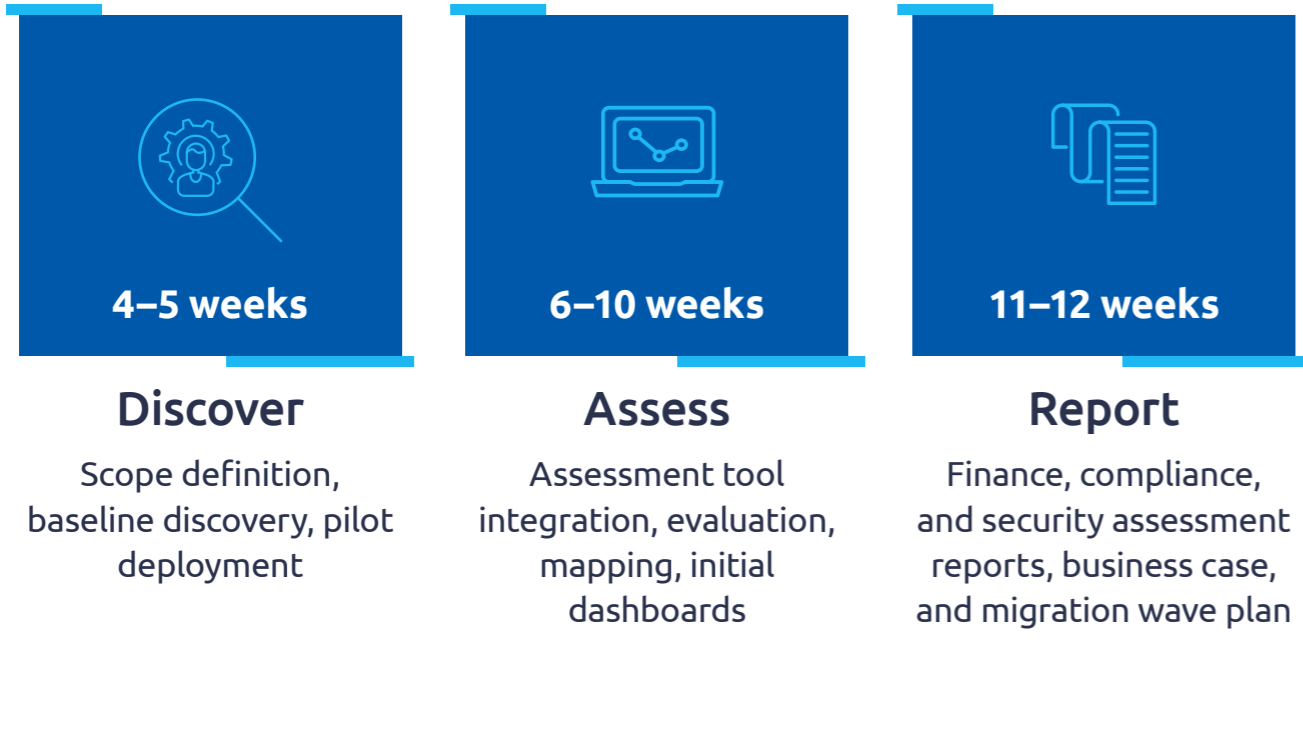 4–5 weeks
Discover
Scope definition,
baseline discovery, pilot
deployment
6–10 weeks
Assess
Assessment tool
integration, evaluation,
mapping, initial
dashboards
11–12 weeks
Report
Finance, compliance,
and security assessment
reports, business case,
and migration wave plan